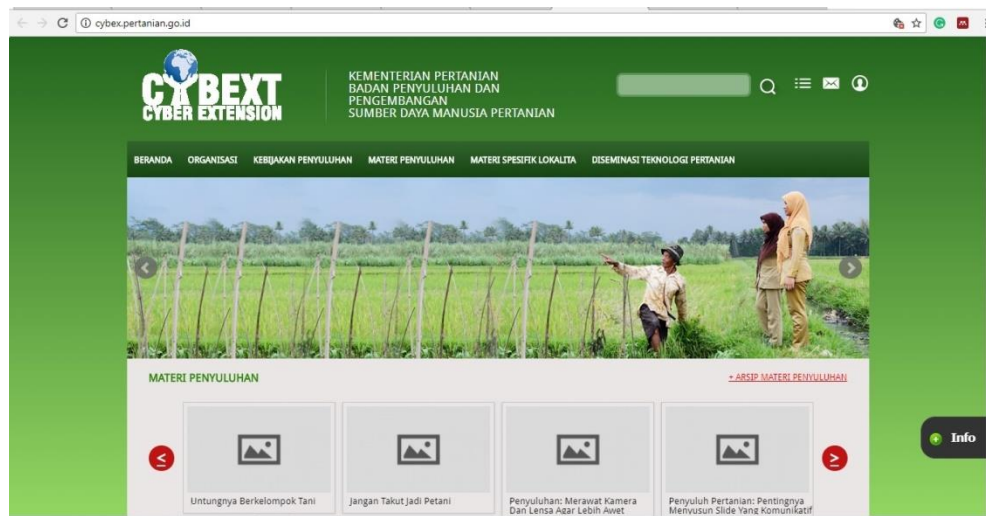 cybex.pertanian.go.id
CYBEXT
CYBER EXTENSION
KEMENTERIAN PERTANIAN
BADAN PENYULUHAN DAN
PENGEMBANGAN
SUMBER DAYA MANUSIA PERTANIAN
BERANDA ORGANISASI KEBIJAKAN PENYULUHAN MATERI PENYULUHAN MATERI SPESIFIK LOKALITA DISEMINASI TEKNOLOGI PERTANIAN
MATERI PENYULUHAN
+ ARSIP MATERI PENYULUHAN
Info
Untungnya Berkelompok Tani
Jangan Takut Jadi Petani
Penyuluhan: Merawat Kamera
Dan Lensa Agar Lebih Awet
Penyuluh Pertanian: Pentingnya
Menyusun Slide Yang Komunikatif